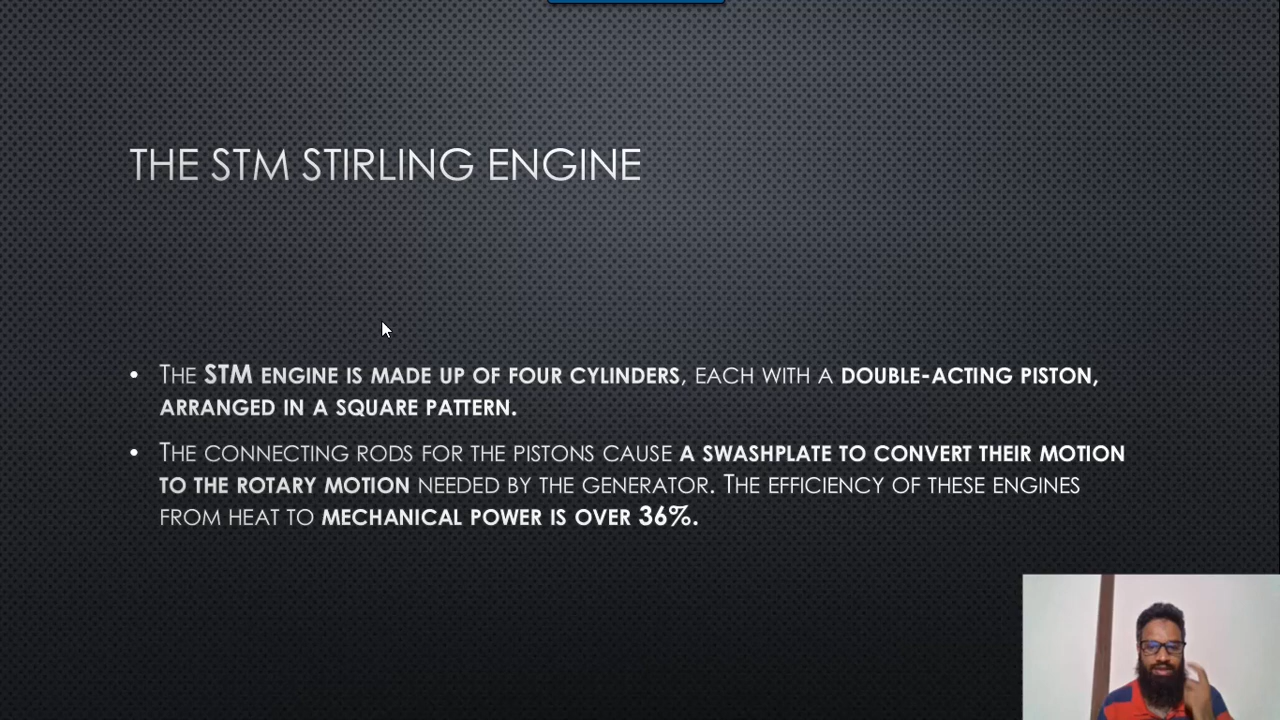 THE STM STIRLING ENGINE
• THE STM ENGINE IS MADE UP OF FOUR CYLINDERS, EACH WITH A DOUBLE-ACTING PISTON,
ARRANGED IN A SQUARE PATTERN.
• THE CONNECTING RODS FOR THE PISTONS CAUSE A SWASHPLATE TO CONVERT THEIR MOTION
TO THE ROTARY MOTION NEEDED BY THE GENERATOR. THE EFFICIENCY OF THESE ENGINES
FROM HEAT TO MECHANICAL POWER IS OVER 36%.